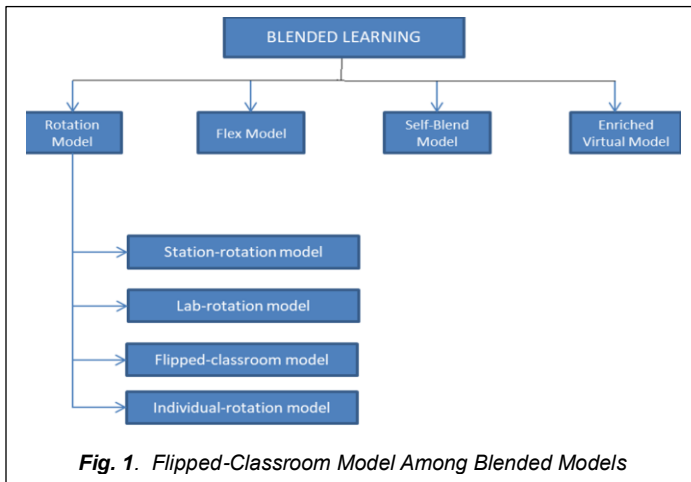 BLENDED LEARNING
Rotation
Model
Flex Model
Self-Blend
Model
Enriched
Virtual Model
Station-rotation model
Lab-rotation model
Flipped-classroom model
Individual-rotation model
Fig. 1. Flipped-Classroom Model Among Blended Models